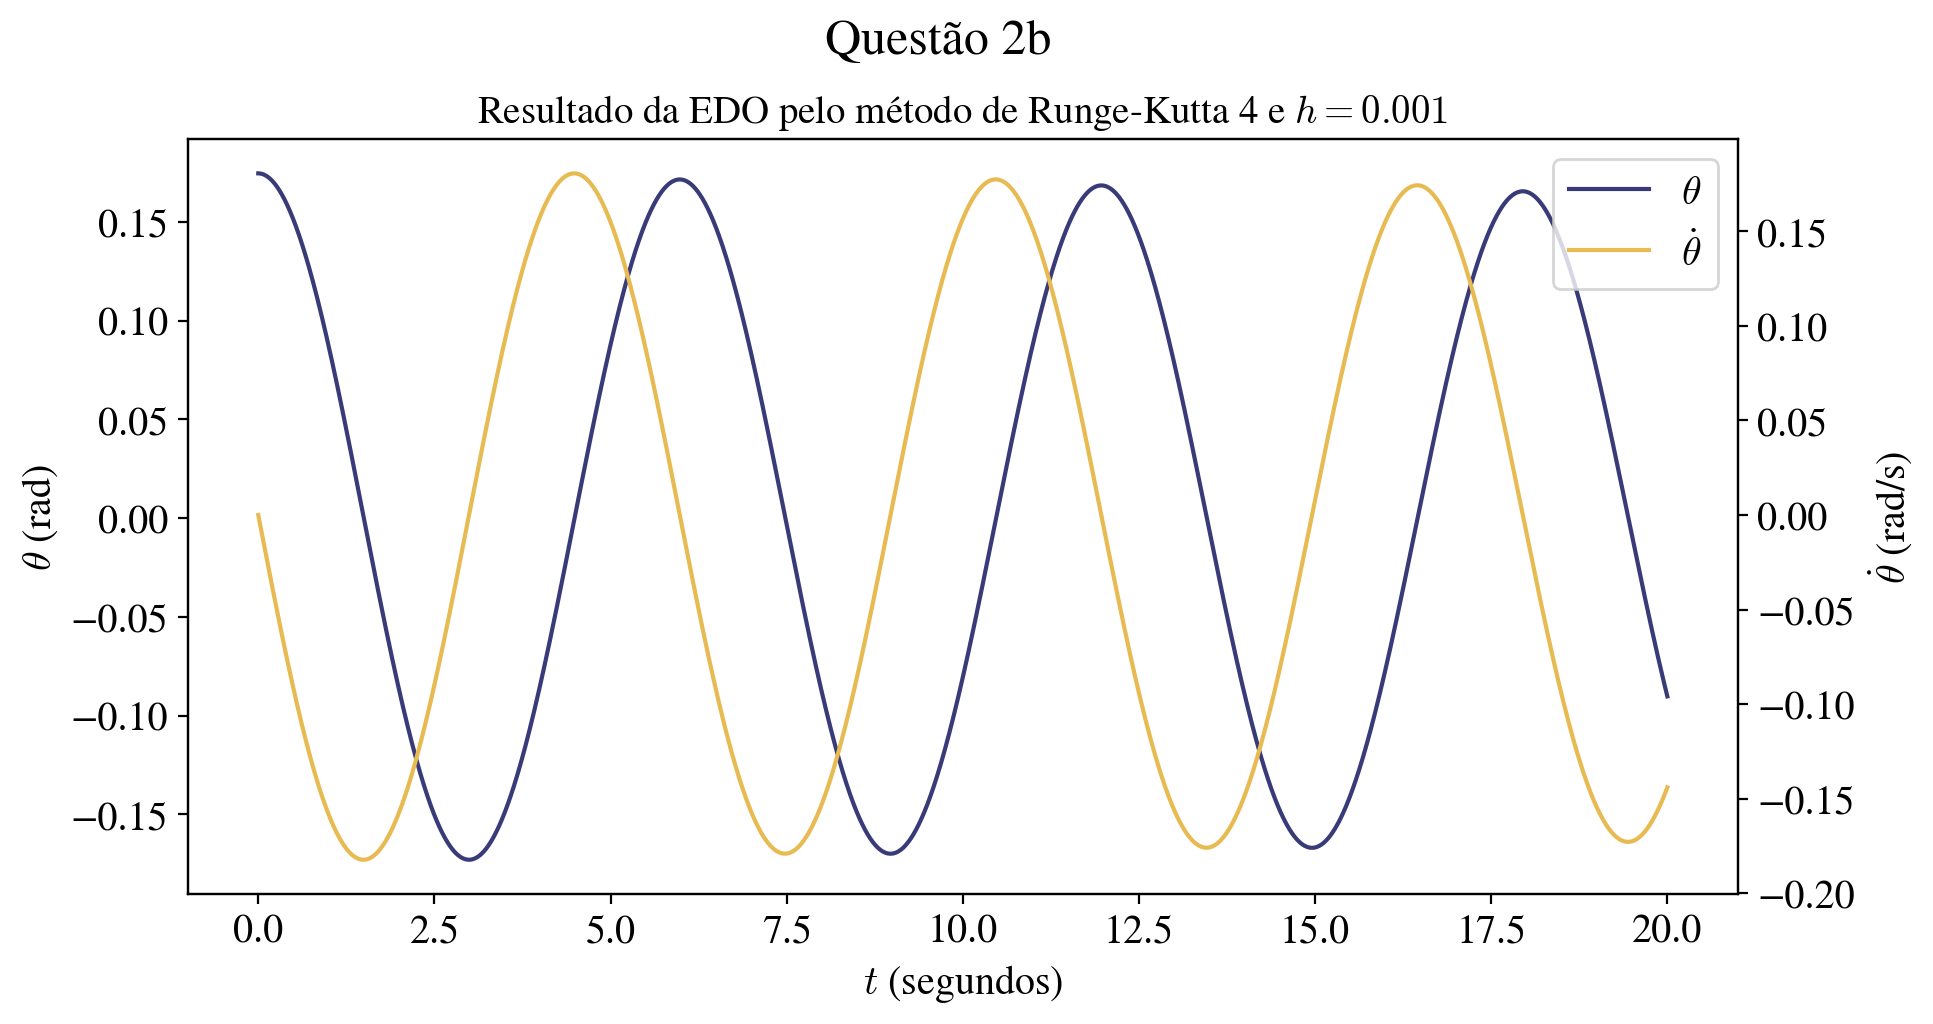 Questão 2b
Resultado da EDO pelo método de Runge-Kutta 4 e h = 0.001
θ
θ̇
0.15
0.10
0.05
0.00
−0.05
−0.10
−0.15
θ (rad)
0.15
0.10
0.05
0.00
−0.05
−0.10
−0.15
−0.20
θ̇ (rad/s)
0.0 2.5 5.0 7.5 10.0 12.5 15.0 17.5 20.0
t (segundos)